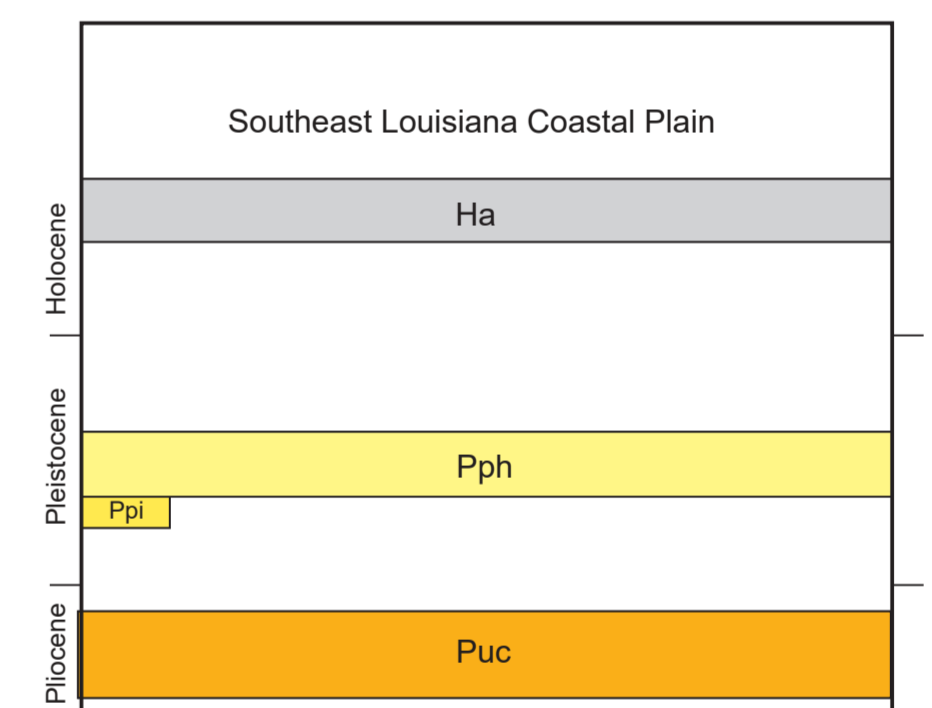 Southeast Louisiana Coastal Plain
Holocene
Ha
Pleistocene
Pph
Ppi
Pliocene
Puc